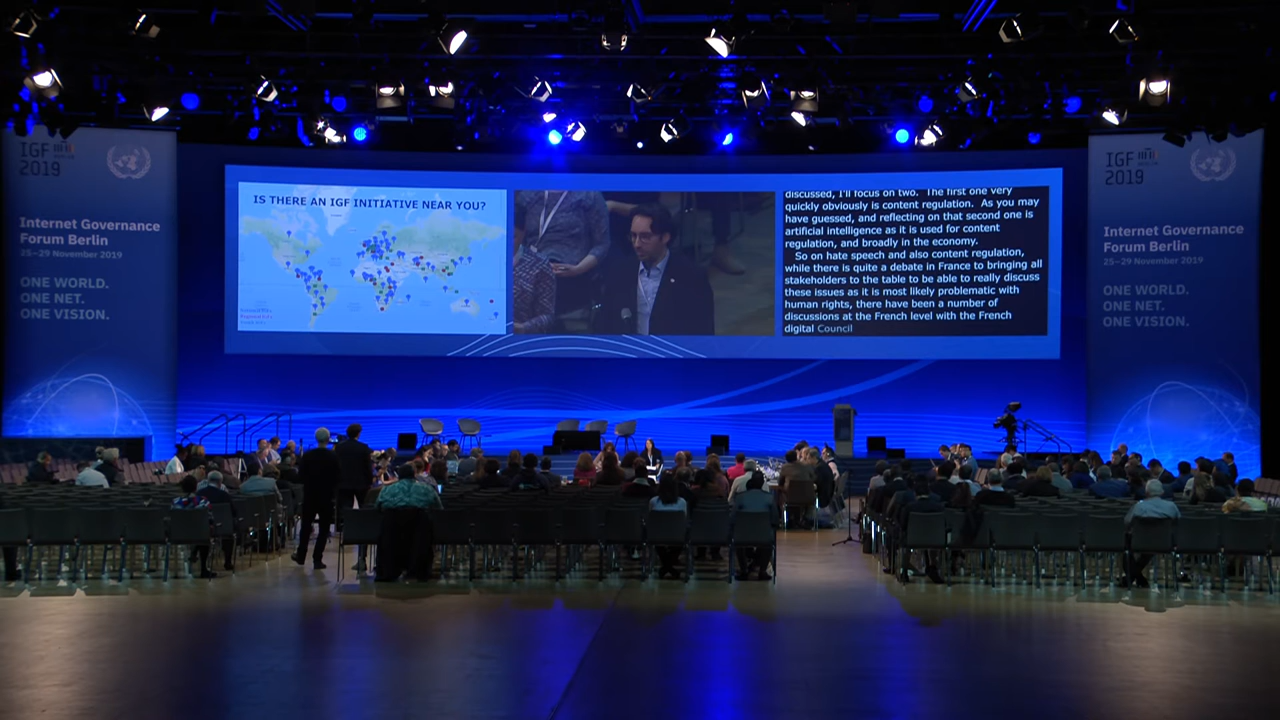 IGF
2019
BERLIN
Internet Governance
Forum Berlin
25–29 November 2019
ONE WORLD.
ONE NET.
ONE VISION.
IS THERE AN IGF INITIATIVE NEAR YOU?
discussed, I'll focus on two.  The first one very
quickly obviously is content regulation.  As you may
have guessed, and reflecting on that second one is
artificial intelligence as it is used for content
regulation, and broadly in the economy.
So on hate speech and also content regulation,
while there is quite a debate in France to bringing all
stakeholders to the table to be able to really discuss
these issues as it is most likely problematic with
human rights, there have been a number of
discussions at the French level with the French
digital Council
IGF
2019
Internet Governance
Forum Berlin
25–29 November 2019
ONE WORLD.
ONE NET.
ONE VISION.